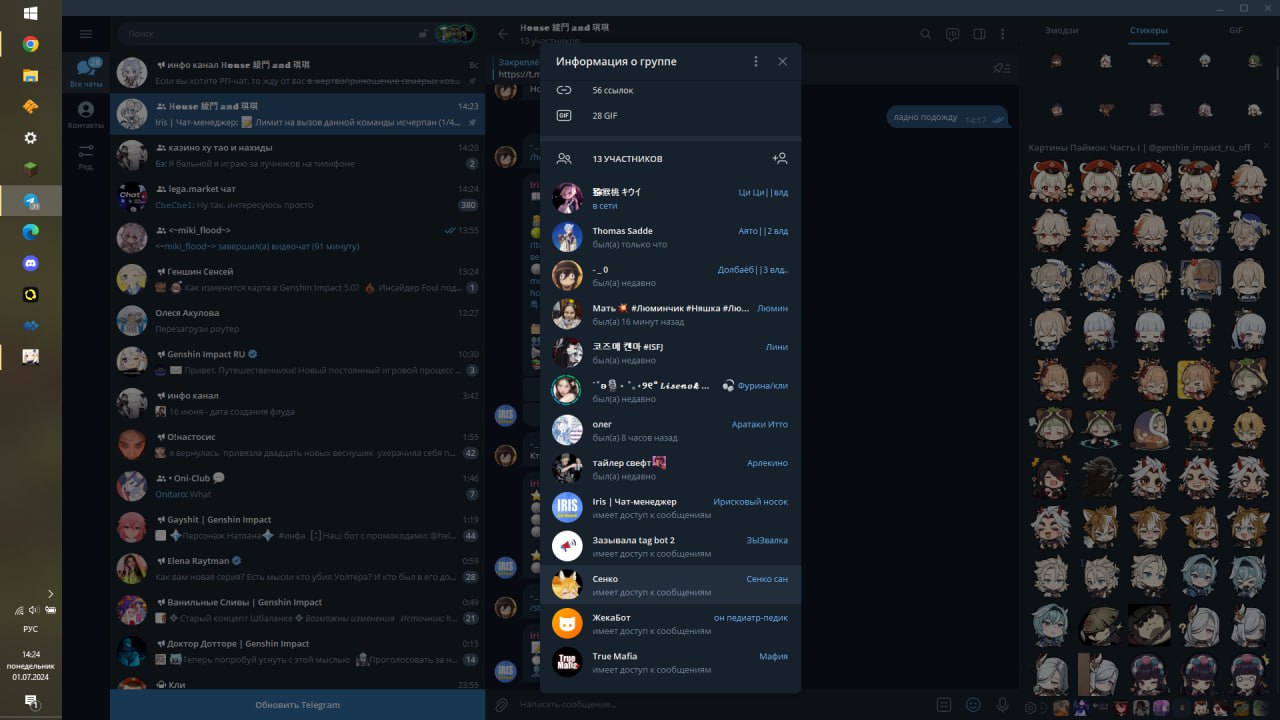 28
Все чаты
Контакты
Ред.
Поиск
инфо канал House 綾門 and 琪琪
Вс
Если вы хотите РП-чат, то жду от вас в жертвоприношение семерых коз...
House 綾門 and 琪琪
14:23
Iris | Чат-менеджер: 📝 Лимит на вызов данной команды исчерпан (1/4...
казино ху тао и нахиды
14:20
Ба: Я бальной я играю за лучников на тилифоне
2
lega.market чат
14:24
CheChel: Ну так. интересуюсь просто
380
<~miki_flood~>
13:55
<~miki_flood~> завершил(а) видеочат (91 минуту)
Геншин Сенсей
13:24
Как изменится карта в Genshin Impact 5.0? 🔥 Инсайдер Foul под...
1
Олеся Акулова
12:27
Перезагрузи роутер
Genshin Impact RU
10:30
Привет, Путешественники! Новый постоянный игровой процесс ...
3
инфо канал
3:42
16 июня - дата создания флуда
О!настосис
1:55
я вернулась привезла двадцать новых веснушек ухерачила себя п...
42
• Oni-Club 💬
1:46
Onitaro: What
7
Gayshit | Genshin Impact
1:19
Персонаж Натлана #инфа [:] Наш бот с промокодами: @hel...
44
Elena Raytman
0:59
Как вам новая серия? Есть мысли кто убил Уолтера? И кто был в его до...
28
Ванильные Сливы | Genshin Impact
0:49
❖ Старый концепт Шбаланке ❖ Возможны изменения Источник: h...
21
Доктор Дотторе | Genshin Impact
0:15
Теперь попробуй уснуть с этой мыслью Проголосовать за н...
14
Кли
23:55
Обновить Telegram
House 綾門 and 琪琪
13 участников
Закреплё
https://t.m
ладно подожду 14:17
Написать сообщение...
Информация о группе
56 ссылок
GIF
28 GIF
13 УЧАСТНИКОВ
Ци Ци||влд
в сети
Thomas Sadde
Аято||2 влд
был(а) только что
- _ 0
Долбаёб||3 влд..
был(а) недавно
Мать💥 #Люминчик #Няшка #Лю...
Люмин
был(а) 16 минут назад
코즈메 켄마 #ISFJ
Лини
был(а) недавно
𝑳𝒊𝒔𝒆𝒏𝒐𝒌 ...
Фурина/кли
был(а) недавно
олег
Аратаки Итто
был(а) 8 часов назад
тайлер свефт
Арлекино
был(а) недавно
IRIS
Iris | Чат-менеджер
Ирисковый носок
имеет доступ к сообщениям
Зазывала tag bot 2
ЗЫЗвалка
имеет доступ к сообщениям
Сенко
Сенко сан
имеет доступ к сообщениям
ЖекаБот
он педиатр-педик
имеет доступ к сообщениям
True Mafia
Мафия
имеет доступ к сообщениям
Эмодзи
Стикеры
GIF
Картины Паймон: Часть I | @genshin_impact_ru_off
РУС
14:24
понедельник
01.07.2024